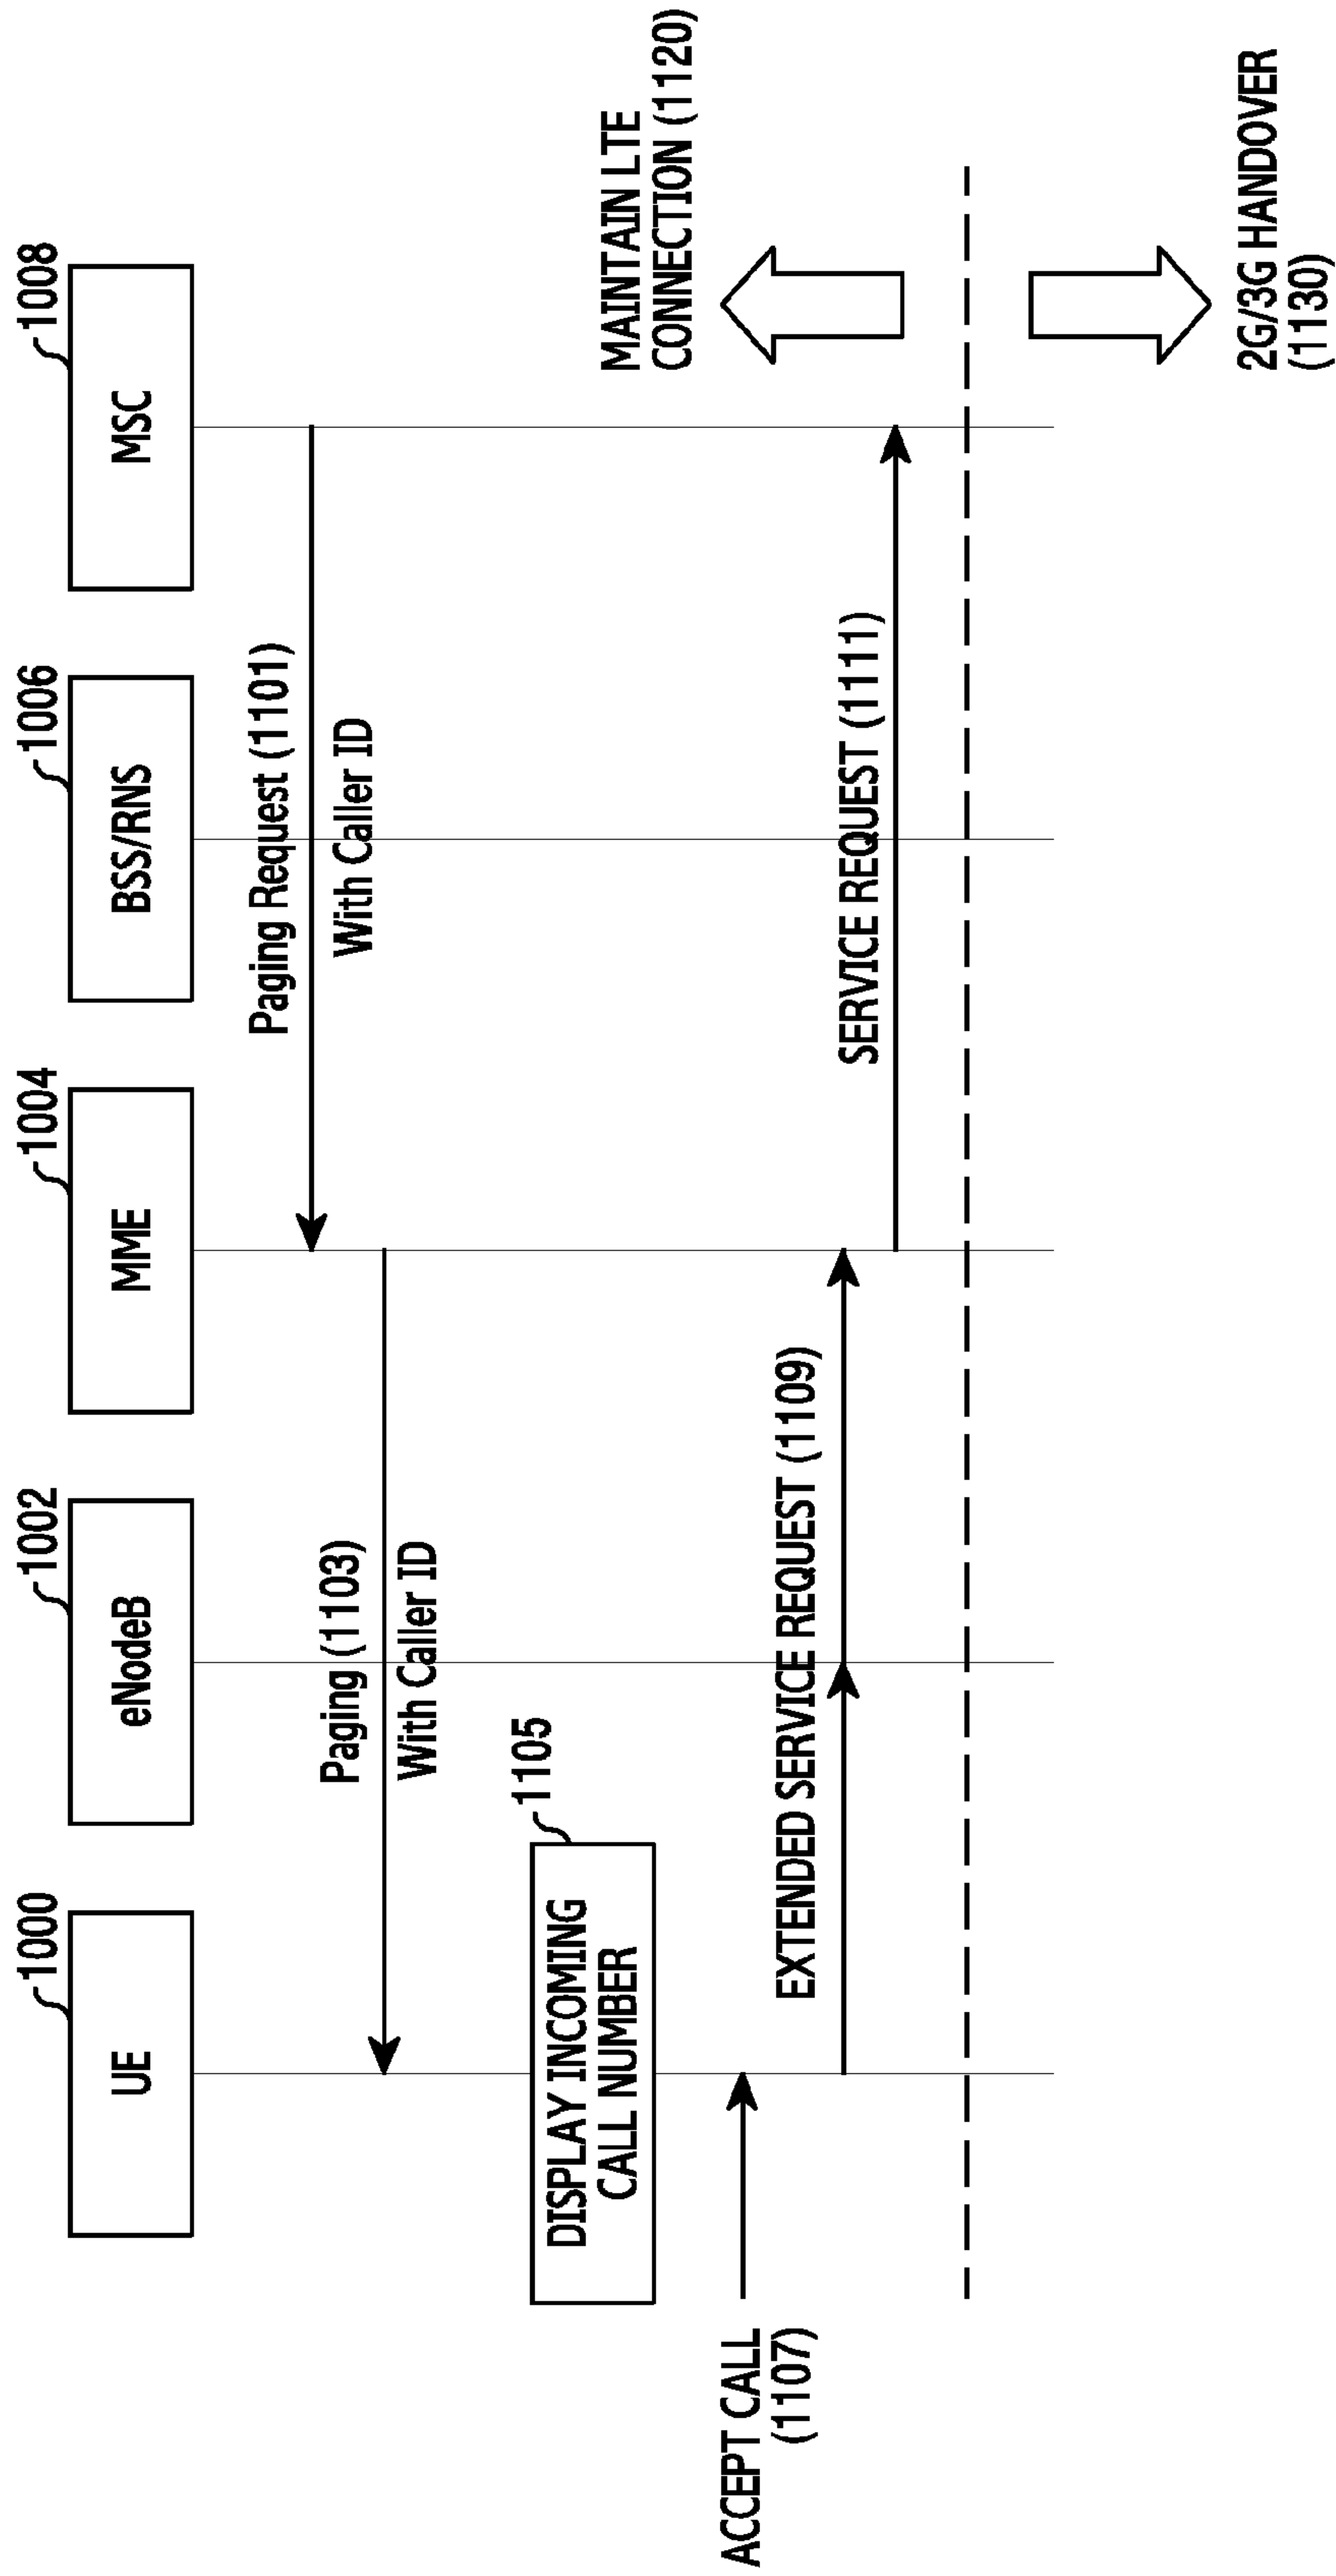 1000
1002
1004
1006
1008
UE
eNodeB
MME
BSS/RNS
MSC
Paging Request (1101)
With Caller ID
Paging (1103)
With Caller ID
1105
DISPLAY INCOMING
CALL NUMBER
ACCEPT CALL
(1107)
EXTENDED SERVICE REQUEST (1109)
SERVICE REQUEST (1111)
MAINTAIN LTE
CONNECTION (1120)
2G/3G HANDOVER
(1130)